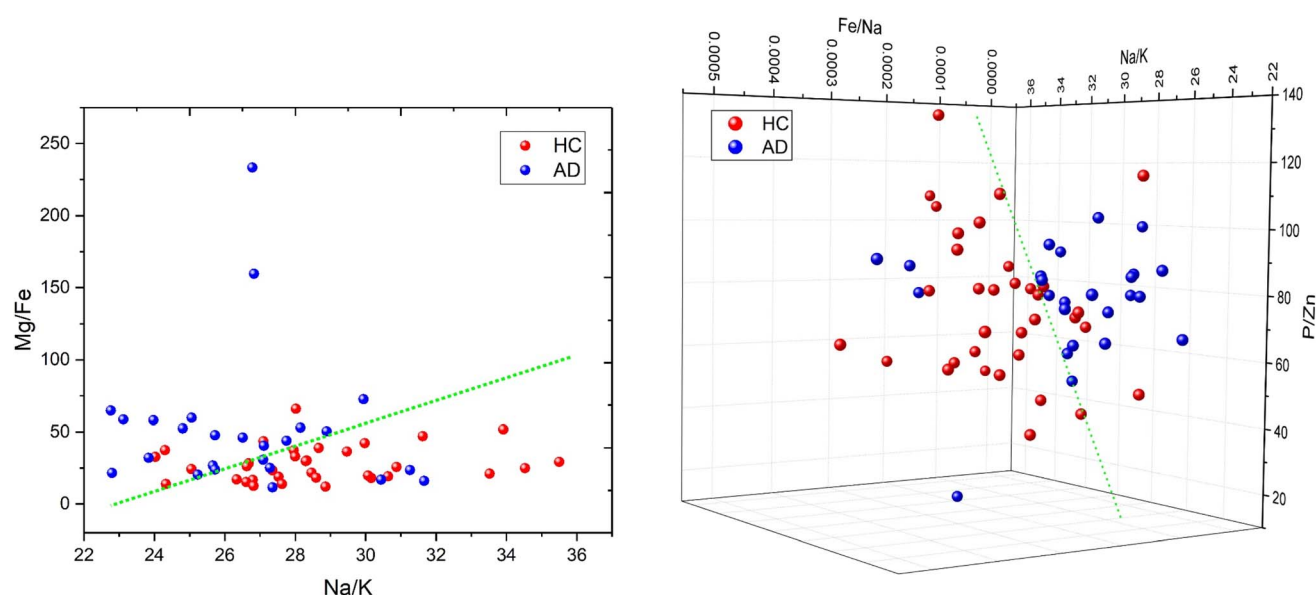 250
200
150
100
50
0
Mg/Fe
22 24 26 28 30 32 34 36
Na/K
HC
AD
Fe/Na
0.0005 0.0004 0.0003 0.0002 0.0001 0.0000
Na/K
36 34 32 30 28 26 24 22
HC
AD
140
120
100
80
60
40
20
P/Zn